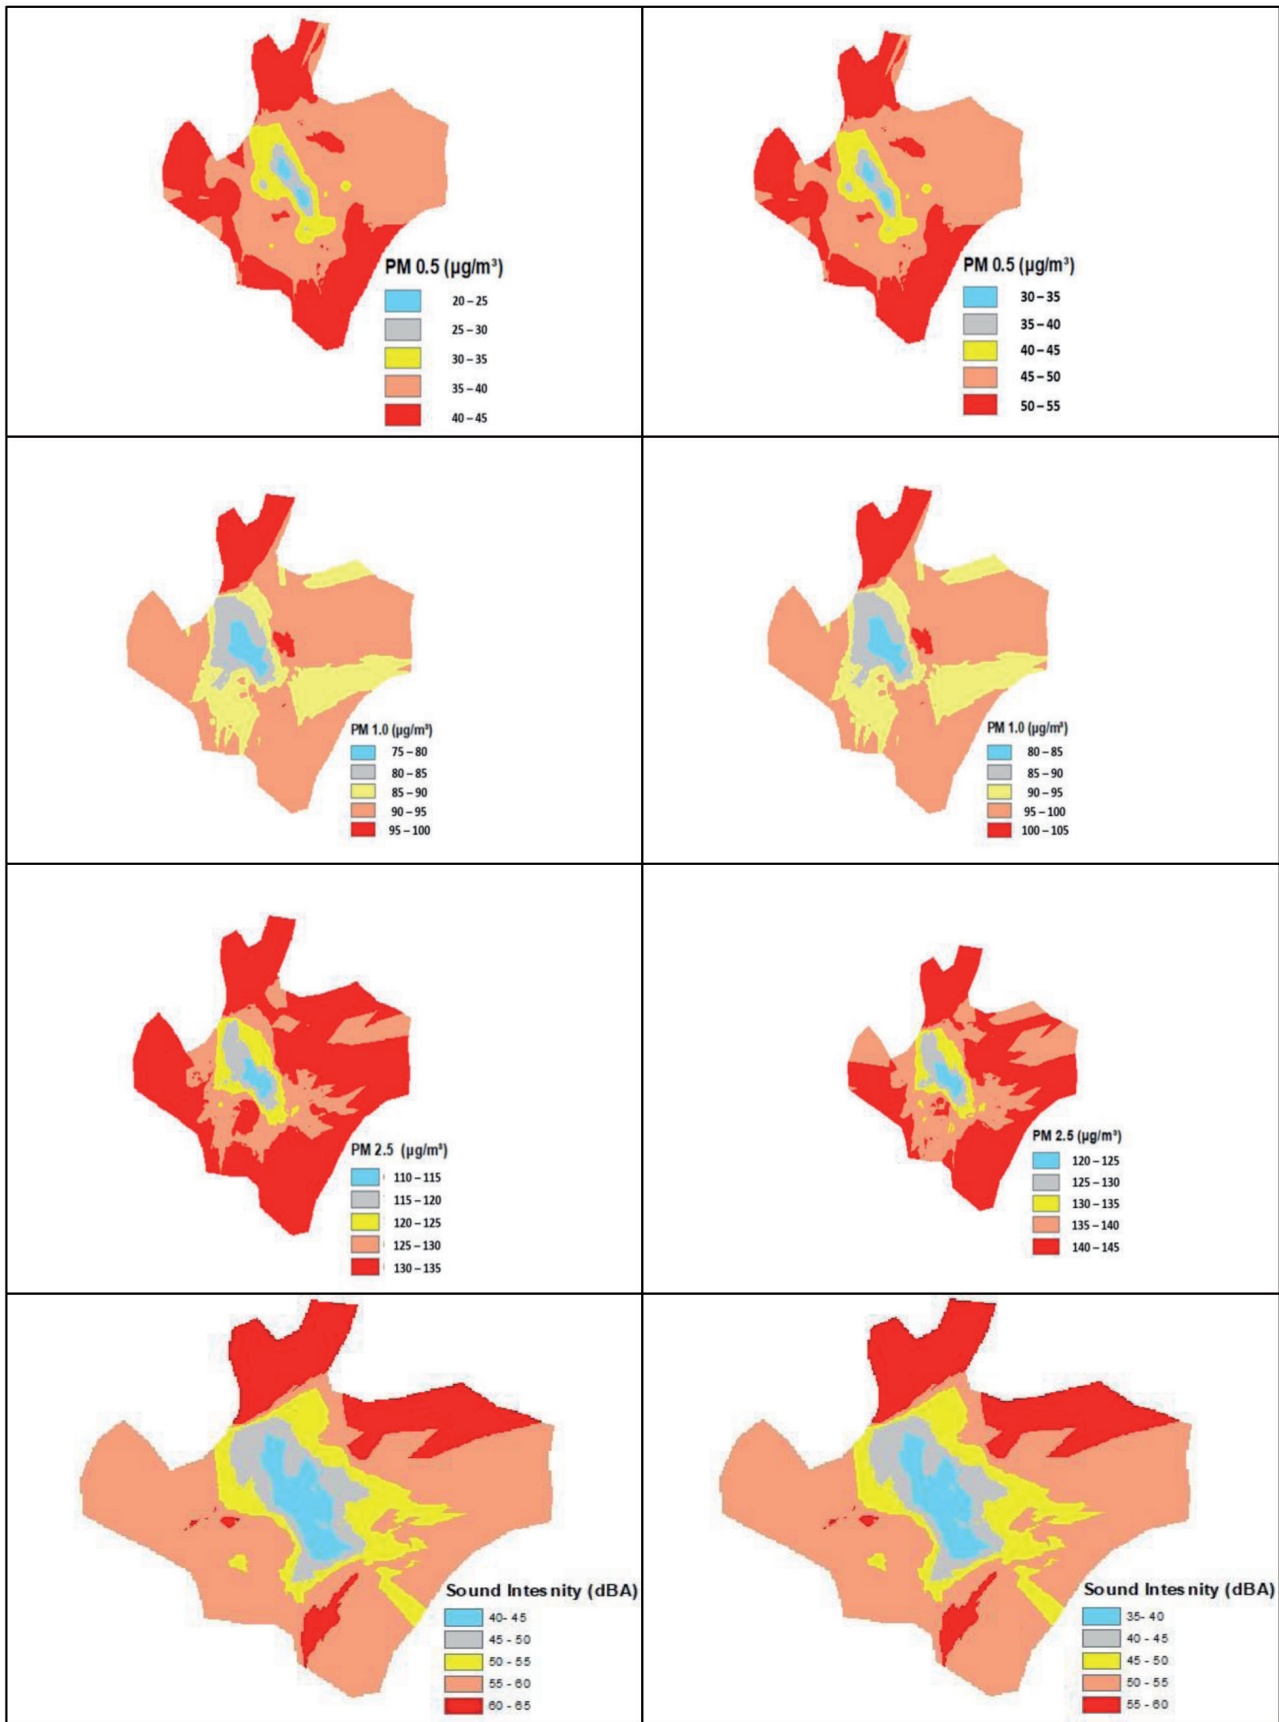 PM 0.5 (µg/m³)
20 – 25
25 – 30
30 – 35
35 – 40
40 – 45
PM 0.5 (µg/m³)
30 – 35
35 – 40
40 – 45
45 – 50
50 – 55
PM 1.0 (µg/m³)
75 – 80
80 – 85
85 – 90
90 – 95
95 – 100
PM 1.0 (µg/m³)
80 – 85
85 – 90
90 – 95
95 – 100
100 – 105
PM 2.5 (µg/m³)
110 – 115
115 – 120
120 – 125
125 – 130
130 – 135
PM 2.5 (µg/m³)
120 – 125
125 – 130
130 – 135
135 – 140
140 – 145
Sound Intesnity (dBA)
40- 45
45 - 50
50 - 55
55 - 60
60 - 65
Sound Intesnity (dBA)
35- 40
40 - 45
45 - 50
50 - 55
55 - 60